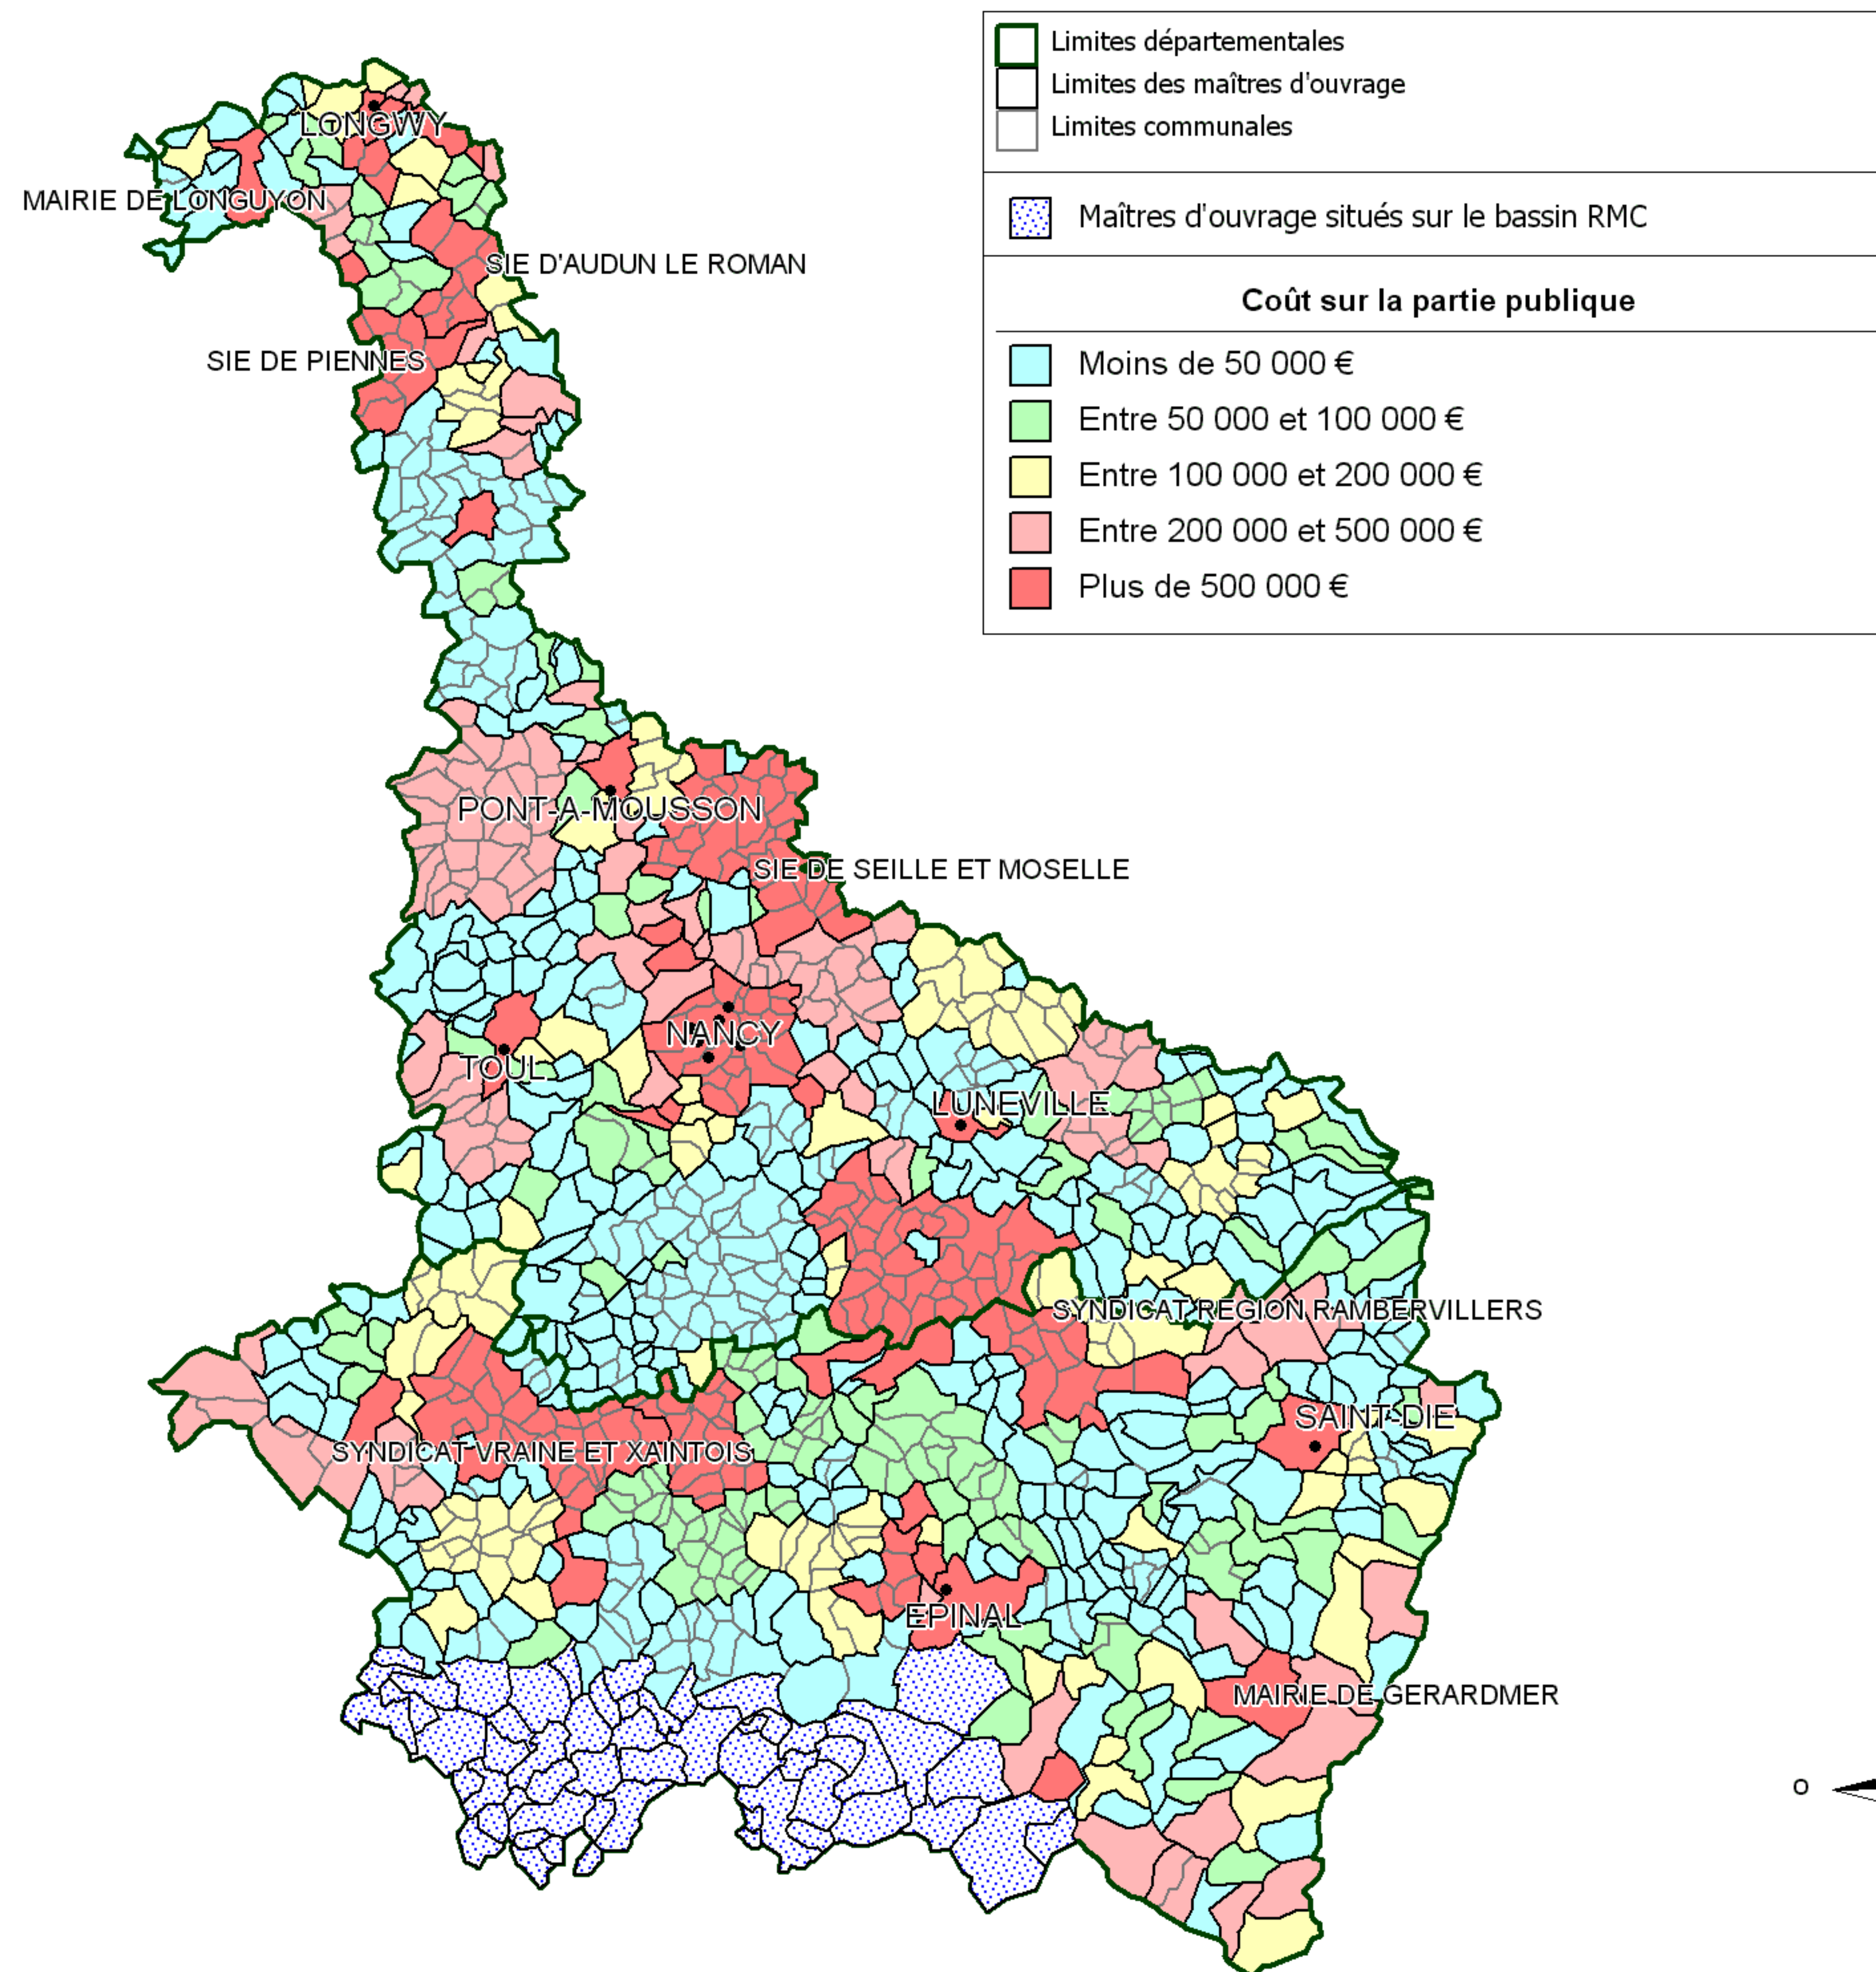 Limites départementales
Limites des maîtres d'ouvrage
Limites communales
Maîtres d'ouvrage situés sur le bassin RMC
Coût sur la partie publique
Moins de 50 000 €
Entre 50 000 et 100 000 €
Entre 100 000 et 200 000 €
Entre 200 000 et 500 000 €
Plus de 500 000 €
LONGWY
MAIRIE DE LONGUYON
SIE D'AUDUN LE ROMAN
SIE DE PIENNES
PONT-A-MOUSSON
SIE DE SEILLE ET MOSELLE
NANCY
TOUL
LUNEVILLE
SYNDICAT REGION RAMBERVILLERS
SAINT-DIE
SYNDICAT VRAINE ET XAINTOIS
EPINAL
MAIRIE DE GERARDMER
O